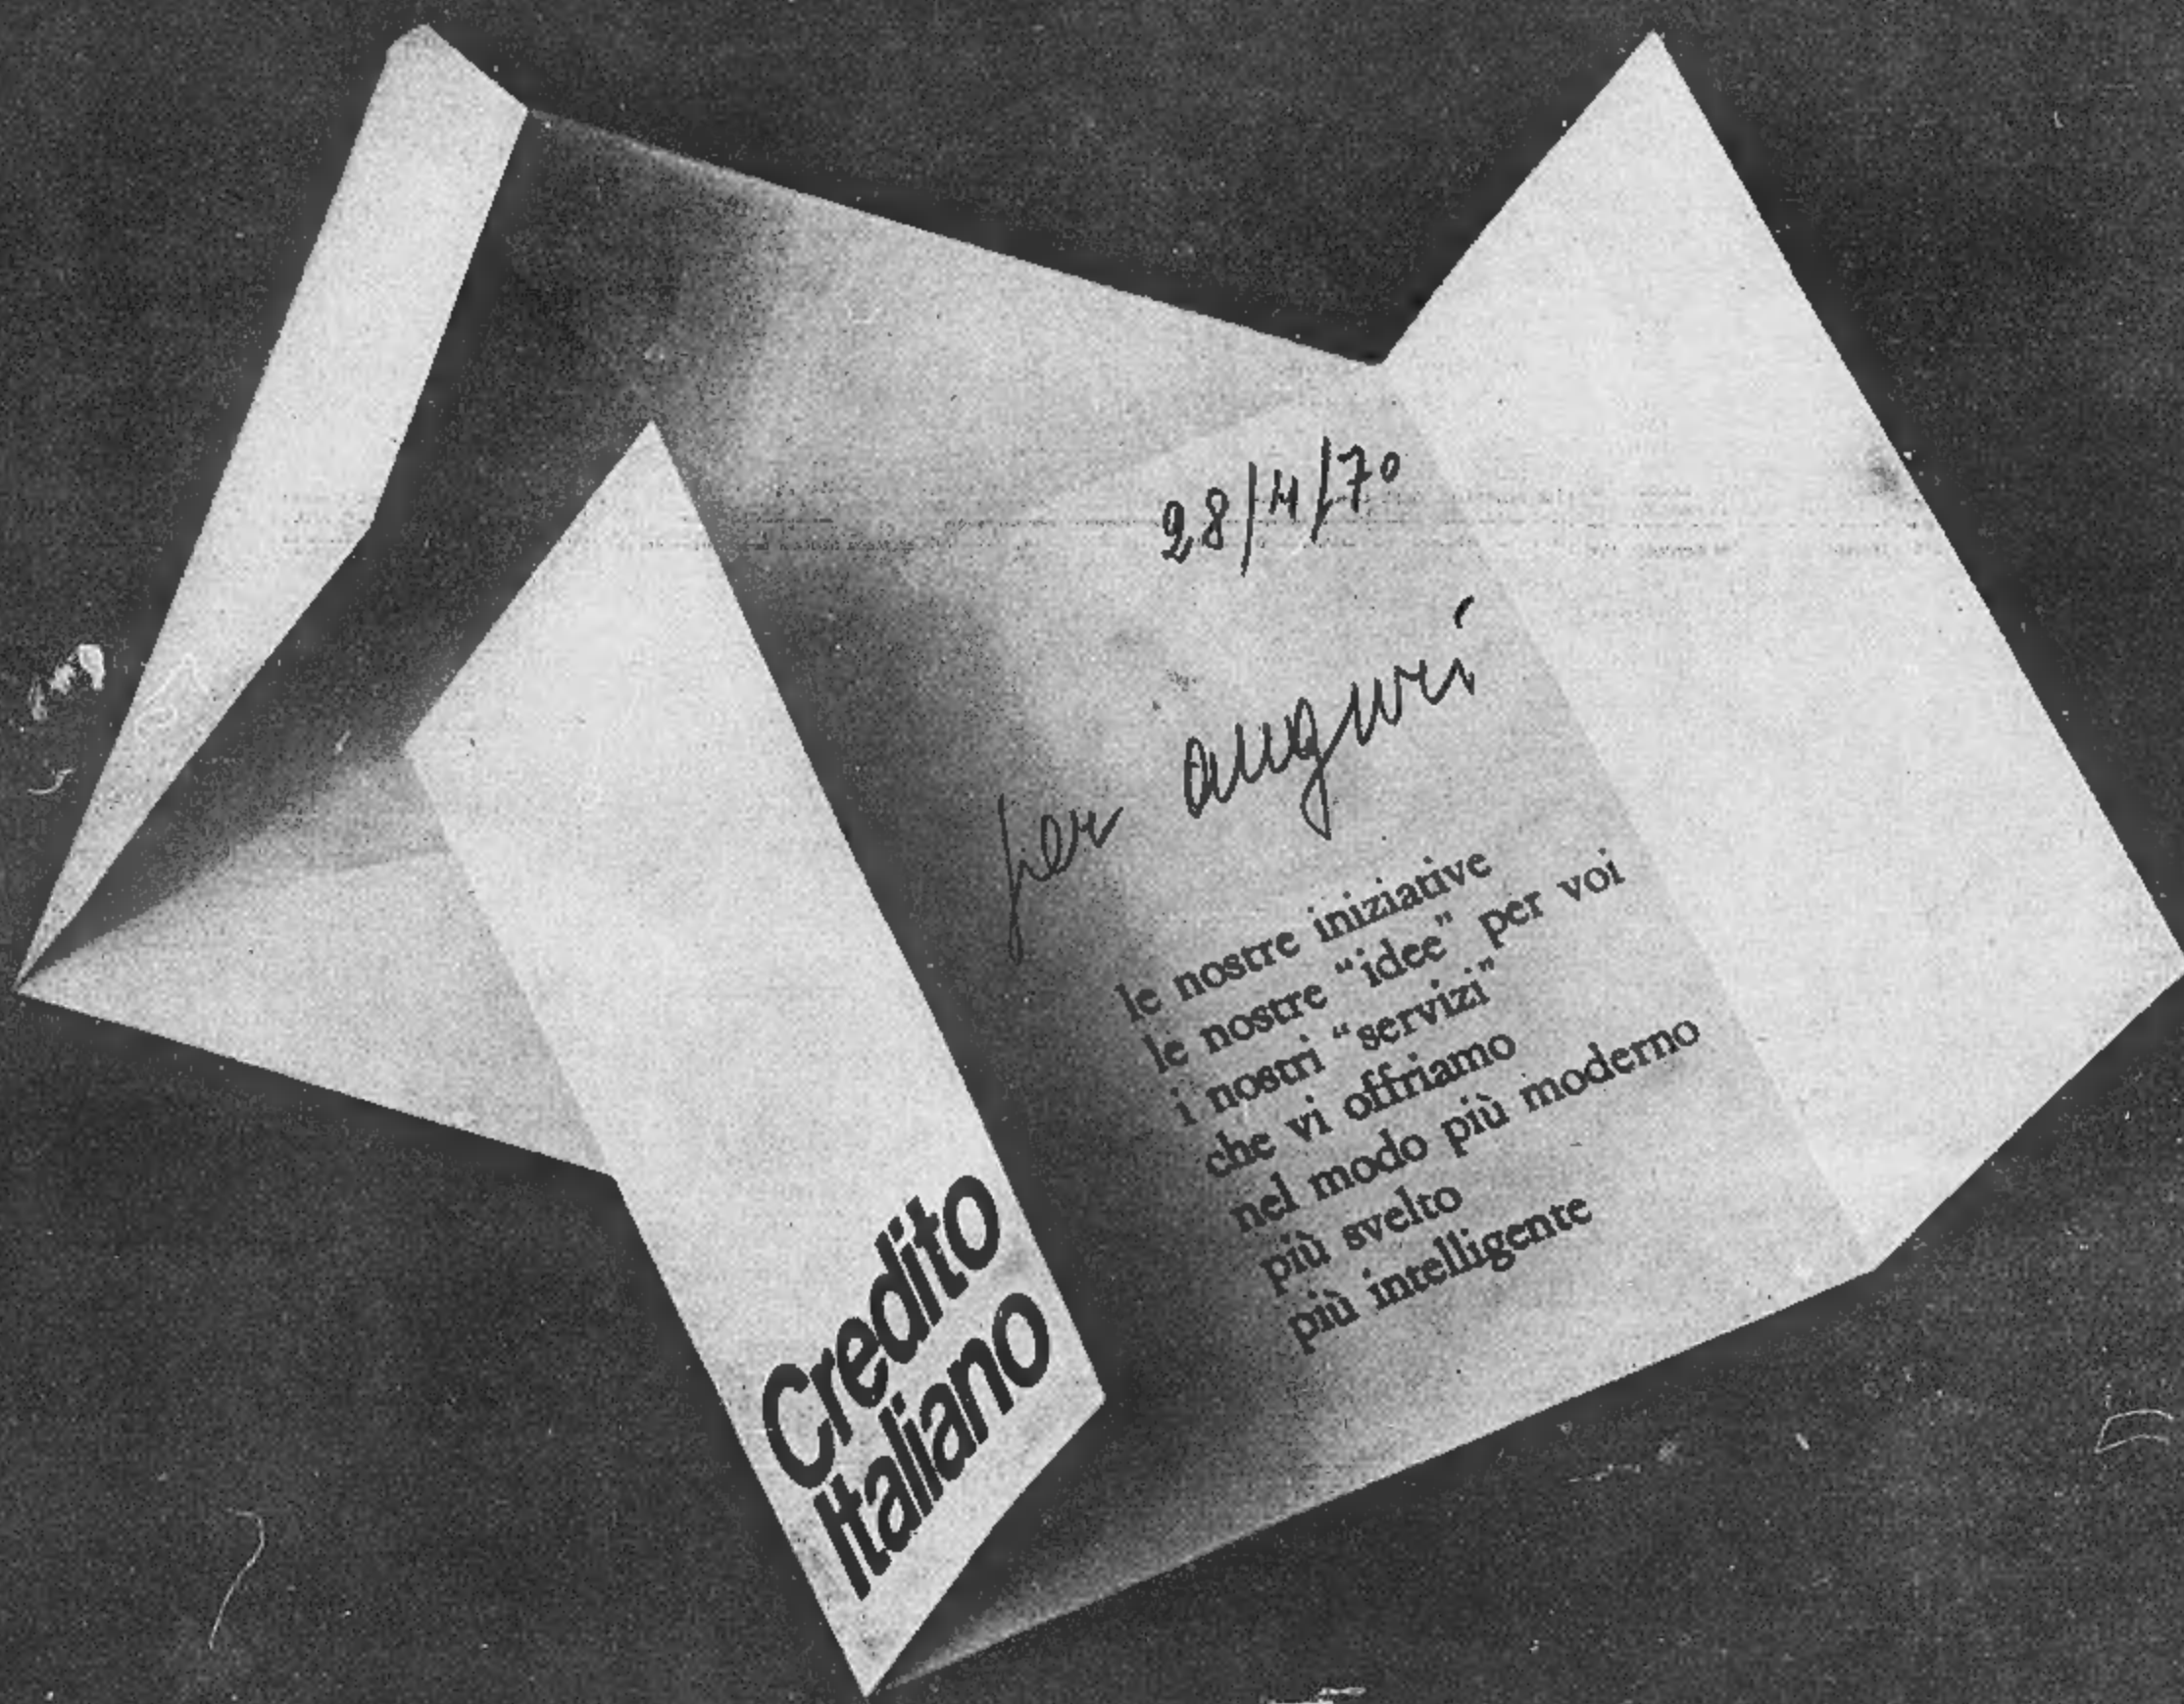 28/4/70
per auguri
le nostre iniziative
le nostre “idee” per voi
i nostri “servizi”
che vi offriamo
nel modo più moderno
più svelto
più intelligente
Credito
Italiano